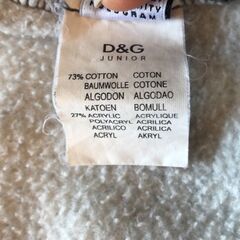 D&G
JUNIOR
73% COTTON COTON
BAUMWOLLE COTONE
ALGODON ALGODAO
KATOEN BOMULL
27% ACRYLIC ACRYLIQUE
POLYACRYL ACRILICA
ACRILICO ACRILICA
ACRYL AKRYL